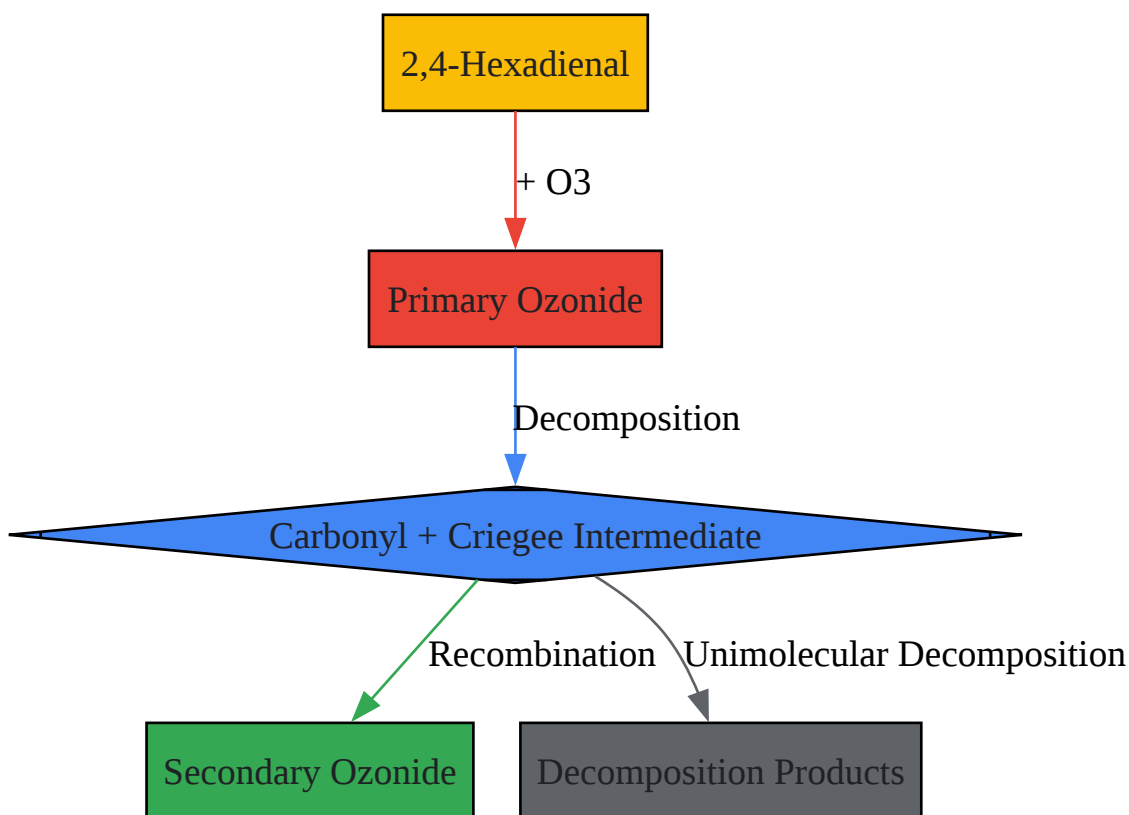 2,4-Hexadienal
+ O3
Primary Ozonide
Decomposition
Carbonyl + Criegee Intermediate
Recombination
Unimolecular Decomposition
Secondary Ozonide
Decomposition Products